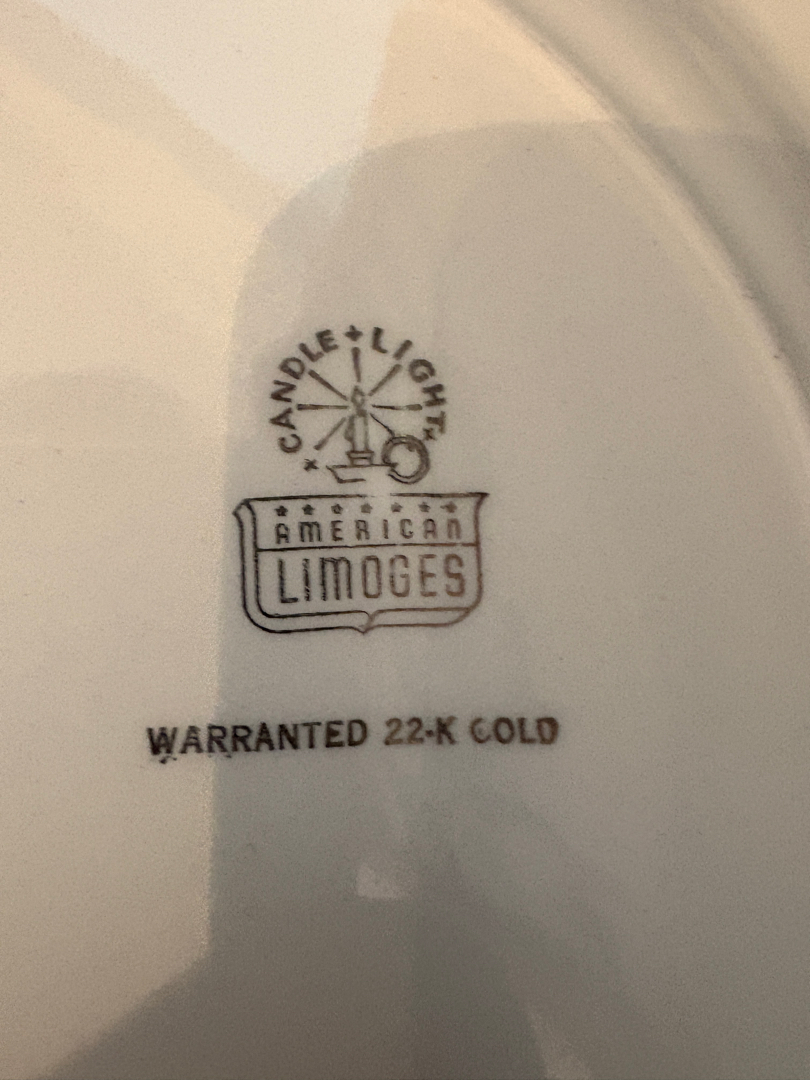 CANDLE + LIGHT
AMERICAN
LIMOGES
WARRANTED 22-K GOLD